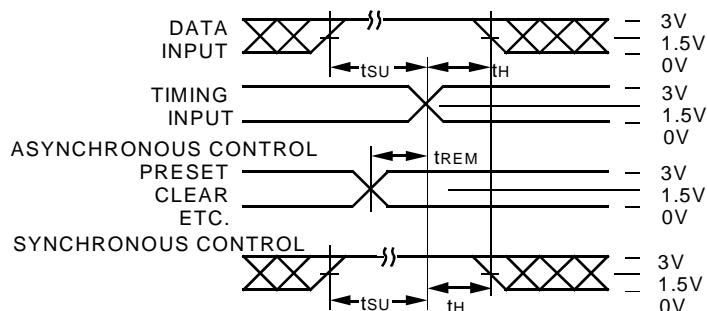 DATA
INPUT
tSU
tH
3V
1.5V
0V
TIMING
INPUT
3V
1.5V
0V
ASYNCHRONOUS CONTROL
PRESET
CLEAR
ETC.
tREM
3V
1.5V
0V
SYNCHRONOUS CONTROL
tSU
tH
3V
1.5V
0V